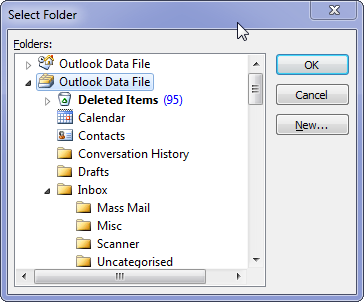 Select Folder
Folders:
Outlook Data File
Outlook Data File
Deleted Items (95)
Calendar
Contacts
Conversation History
Drafts
Inbox
Mass Mail
Misc
Scanner
Uncategorised
OK
Cancel
New...